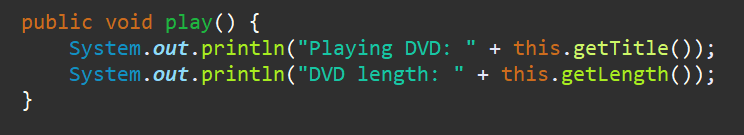 public void play() {
    System.out.println("Playing DVD: " + this.getTitle());
    System.out.println("DVD length: " + this.getLength());
}